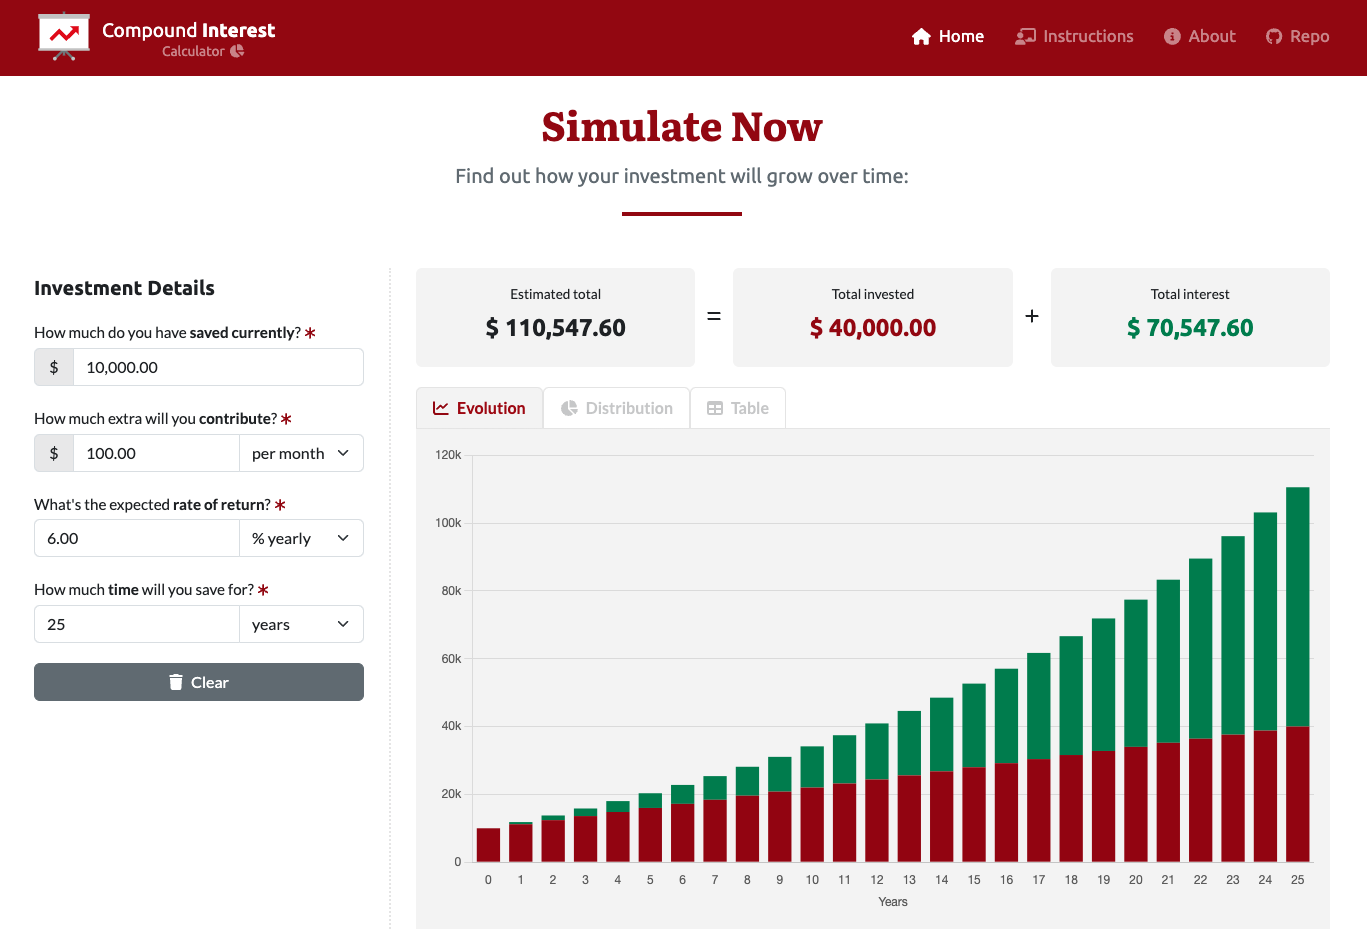 Compound Interest
Calculator
Home
Instructions
About
Repo
Simulate Now
Find out how your investment will grow over time:
Investment Details
How much do you have saved currently? *
$ 10,000.00
How much extra will you contribute? *
$ 100.00 per month
What's the expected rate of return? *
6.00 % yearly
How much time will you save for? *
25 years
Clear
Estimated total
$ 110,547.60
=
Total invested
$ 40,000.00
+
Total interest
$ 70,547.60
Evolution
Distribution
Table
120k
100k
80k
60k
40k
20k
0
0 1 2 3 4 5 6 7 8 9 10 11 12 13 14 15 16 17 18 19 20 21 22 23 24 25
Years